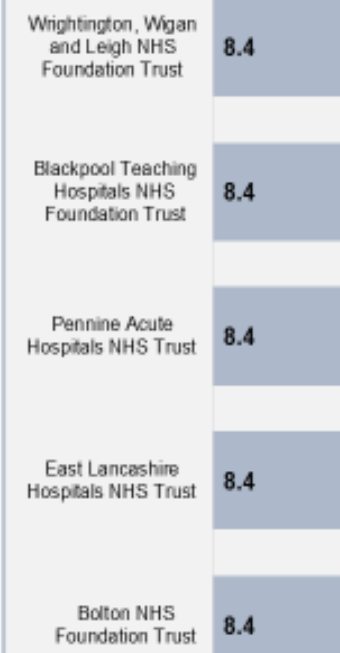 Wrightington, Wigan
and Leigh NHS
Foundation Trust
8.4
Blackpool Teaching
Hospitals NHS
Foundation Trust
8.4
Pennine Acute
Hospitals NHS Trust
8.4
East Lancashire
Hospitals NHS Trust
8.4
Bolton NHS
Foundation Trust
8.4